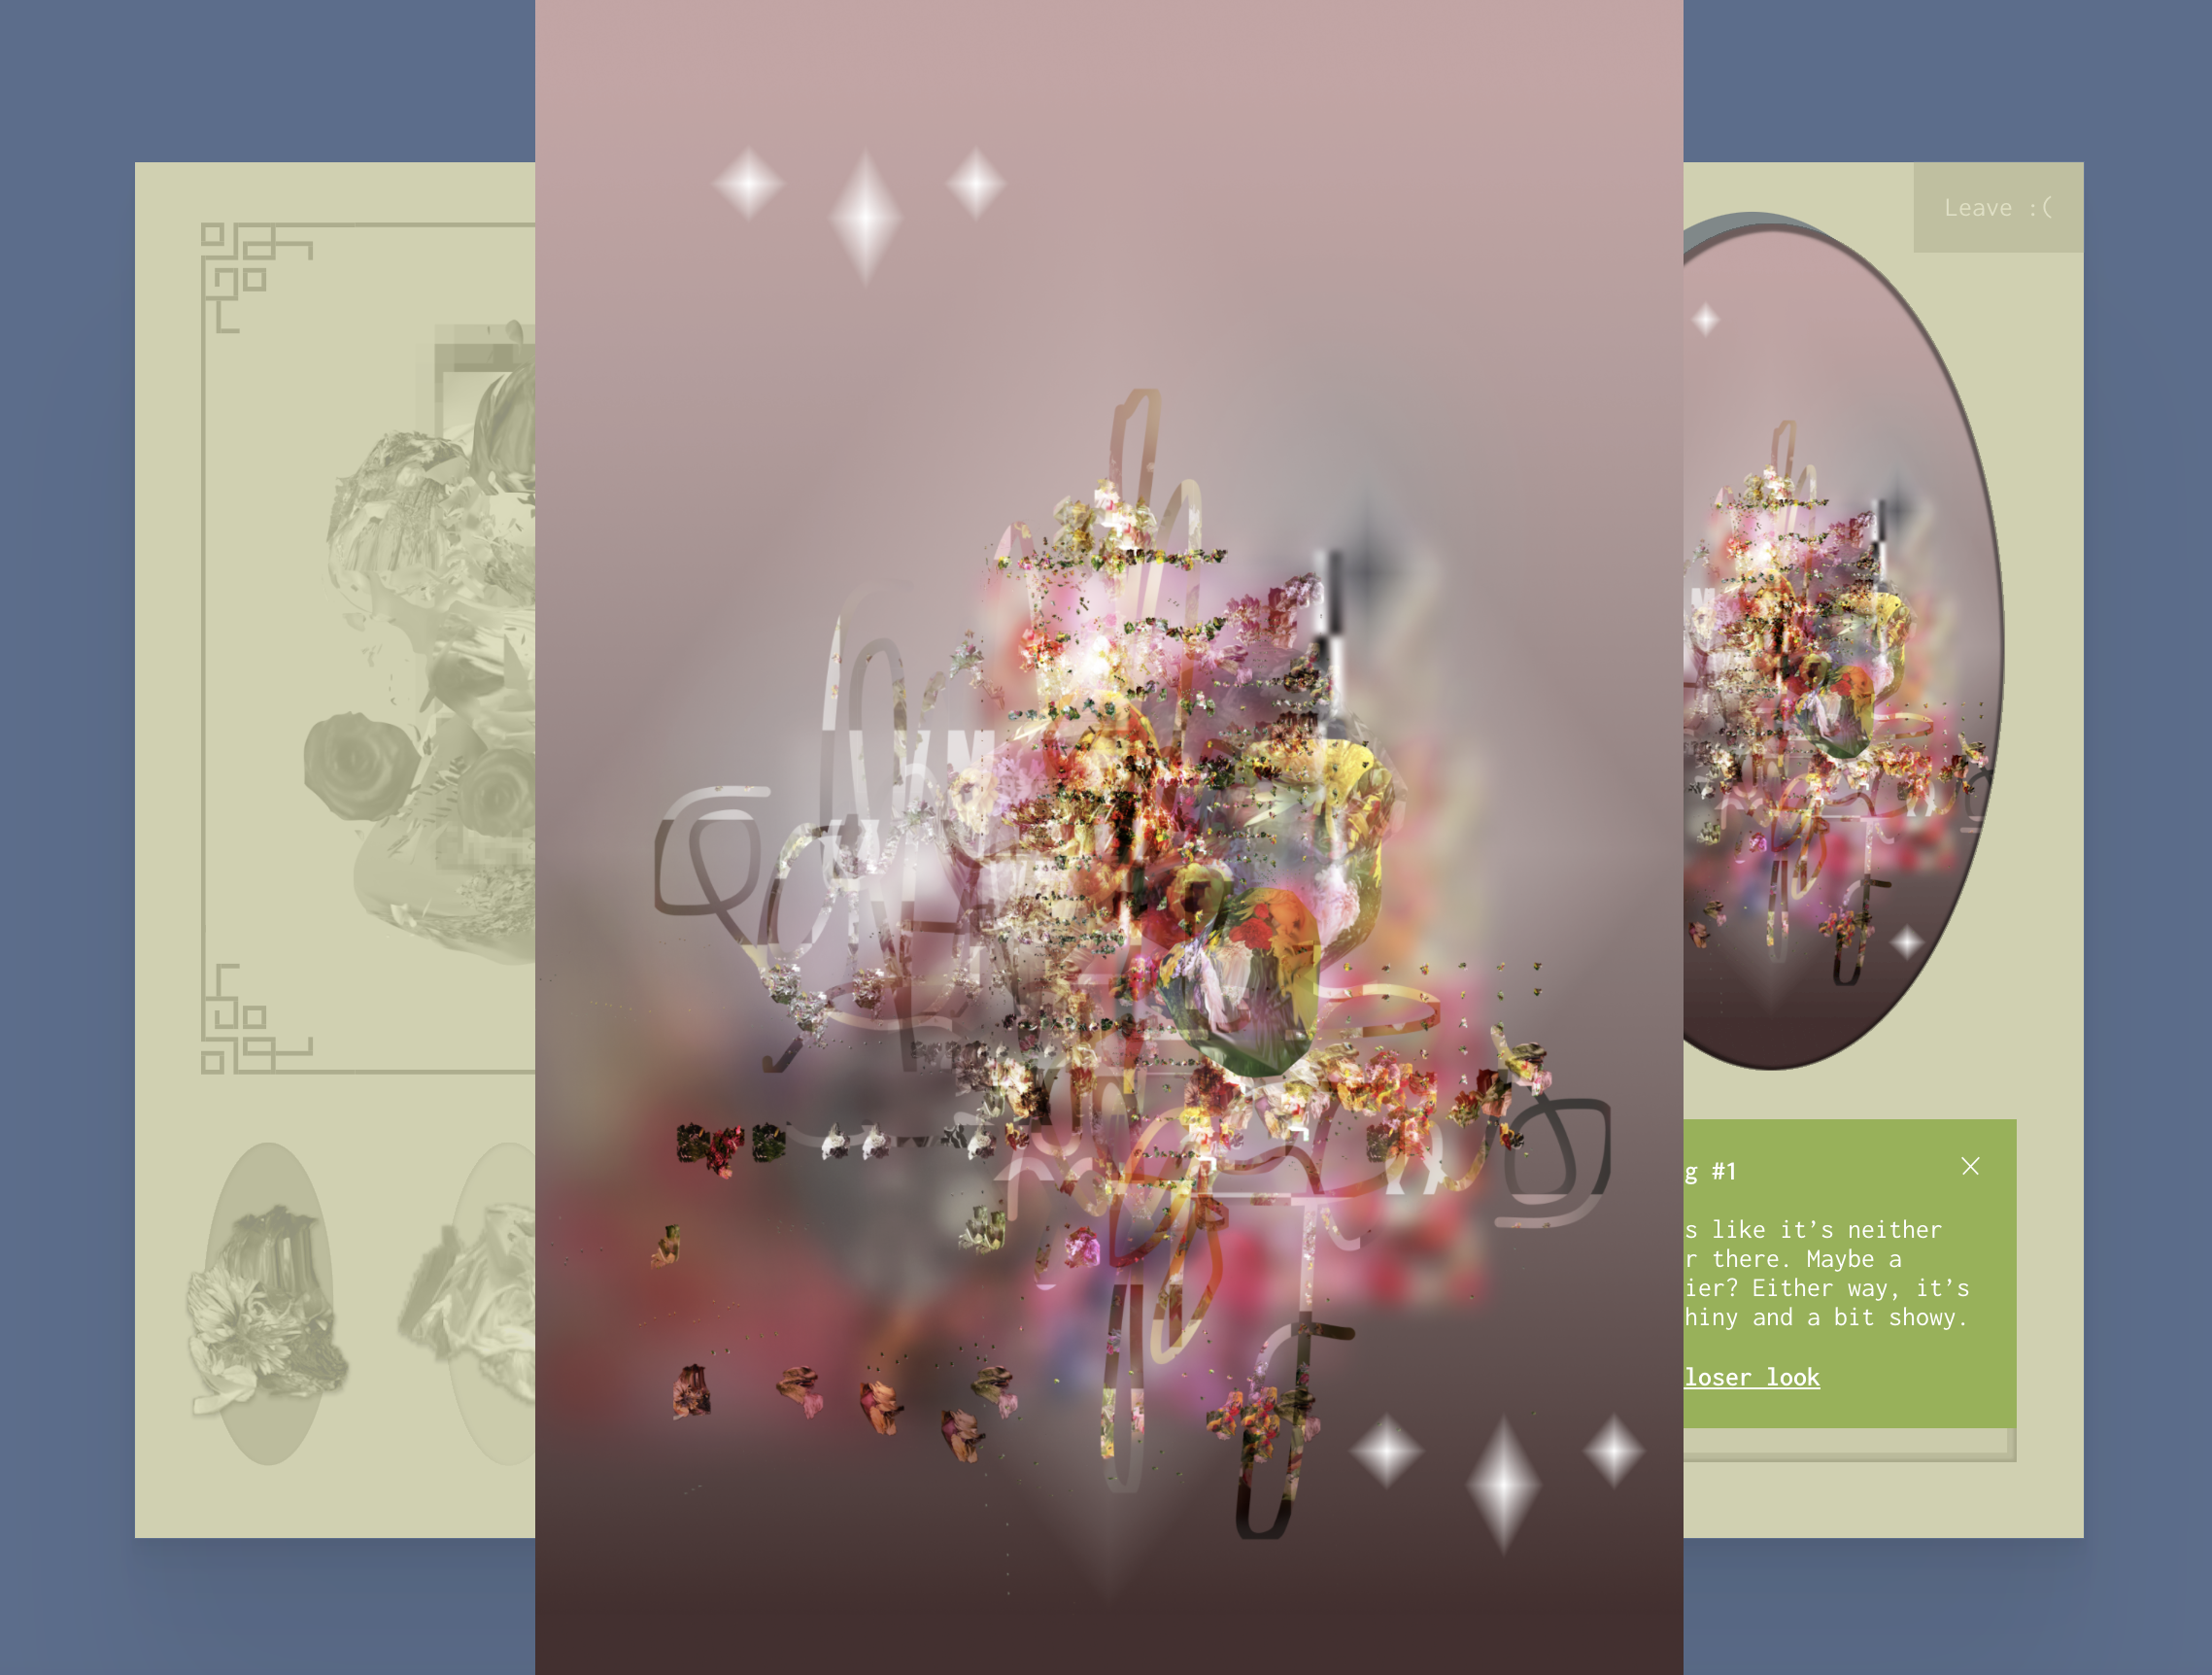 Leave :(
g #1
s like it’s neither
r there. Maybe a
ier? Either way, it’s
hiny and a bit showy.
loser look